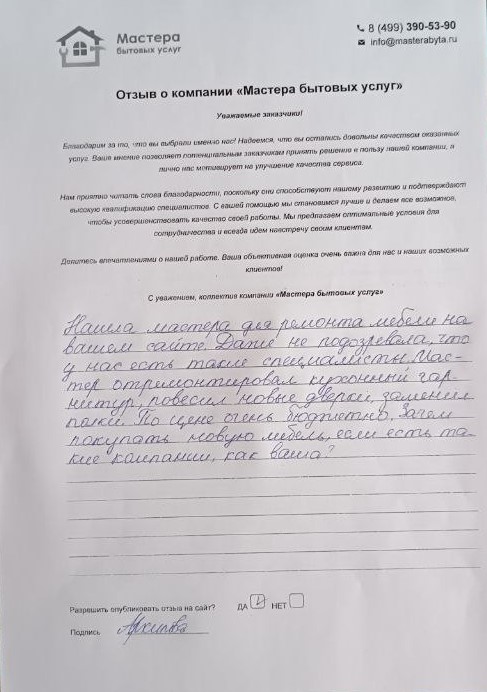 Мастера
бытовых услуг
8 (499) 390-53-90
info@masterabyta.ru
Отзыв о компании «Мастера бытовых услуг»
Уважаемые заказчики!
Благодарим за то, что вы выбрали именно нас! Надеемся, что вы остались довольны качеством оказанных
услуг. Ваше мнение позволяет потенциальным заказчикам принять решение в пользу нашей компании, а
лично нас мотивирует на улучшение качества сервиса.
Нам приятно читать слова благодарности, поскольку они способствуют нашему развитию и подтверждают
высокую квалификацию специалистов. С вашей помощью мы становимся лучше и делаем все возможное,
чтобы усовершенствовать качество своей работы. Мы предлагаем оптимальные условия для
сотрудничества и всегда идем навстречу своим клиентам.
Делитесь впечатлениями о нашей работе. Ваша объективная оценка очень важна для нас и наших возможных
клиентов!
С уважением, коллектив компании «Мастера бытовых услуг»
Нашла мастера для ремонта мебели на
вашем сайте. Даже не подозревала, что
у нас есть такие специалисты. Мас-
тер отремонтировал кухонный гар-
нитур, повесил новые дверки, заменил
полки. По цене очень бюджетно. Зачем
покупать новую мебель, если есть та-
кие компании, как ваша?
Разрешить опубликовать отзыв на сайт? ДА НЕТ
Подпись Архипова